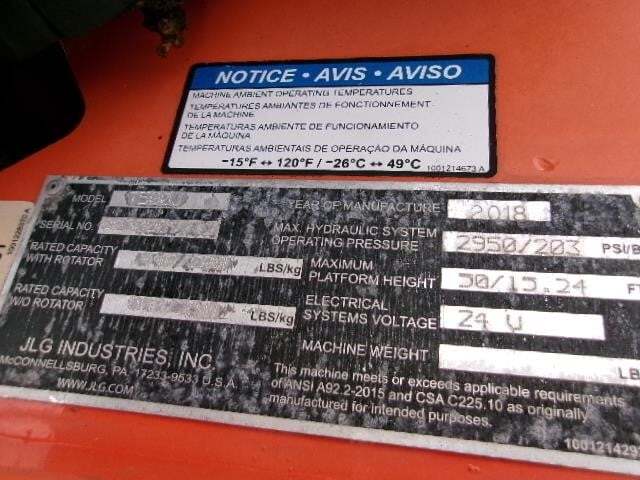 NOTICE • AVIS • AVISO
MACHINE AMBIENT OPERATING TEMPERATURES
TEMPÉRATURES AMBIANTES DE FONCTIONNEMENT
DE LA MACHINE
TEMPERATURAS AMBIENTE DE FUNCIONAMIENTO
DE LA MÁQUINA
TEMPERATURAS AMBIENTAIS DE OPERAÇÃO DA MÁQUINA
-15°F ↔ 120°F / -26°C ↔ 49°C 1001214673 A
MODEL
SERIAL NO.
RATED CAPACITY
WITH ROTATOR LBS/kg
RATED CAPACITY
W/O ROTATOR LBS/kg
JLG INDUSTRIES, INC.
McCONNELLSBURG, PA. 17233-9533 U.S.A.
WWW.JLG.COM
YEAR OF MANUFACTURE 2018
MAX. HYDRAULIC SYSTEM
OPERATING PRESSURE 2950/203 PSI/B
MAXIMUM
PLATFORM HEIGHT 50/15.24 FT
ELECTRICAL
SYSTEMS VOLTAGE 24 V
MACHINE WEIGHT LB
This machine meets or exceeds applicable requirements
of ANSI A92.2-2015 and CSA C225.10 as originally
manufactured for intended purposes.
100121429